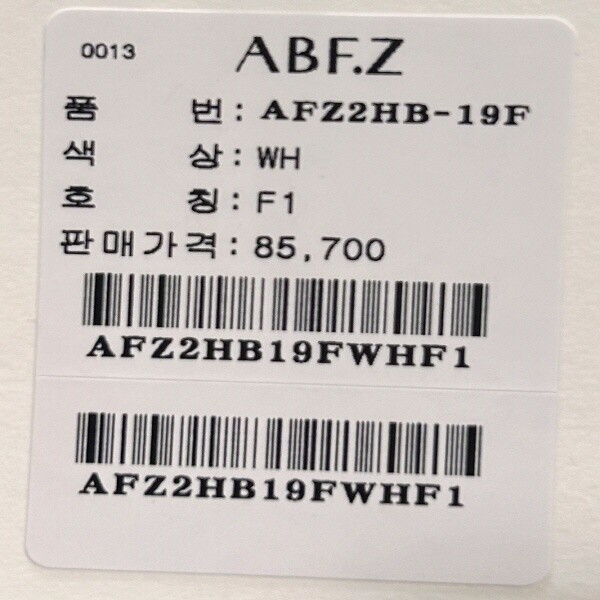 0013 ABF.Z
품 번: AFZ2HB-19F
색 상: WH
호 칭: F1
판매가격: 85,700
AFZ2HB19FWHF1
AFZ2HB19FWHF1